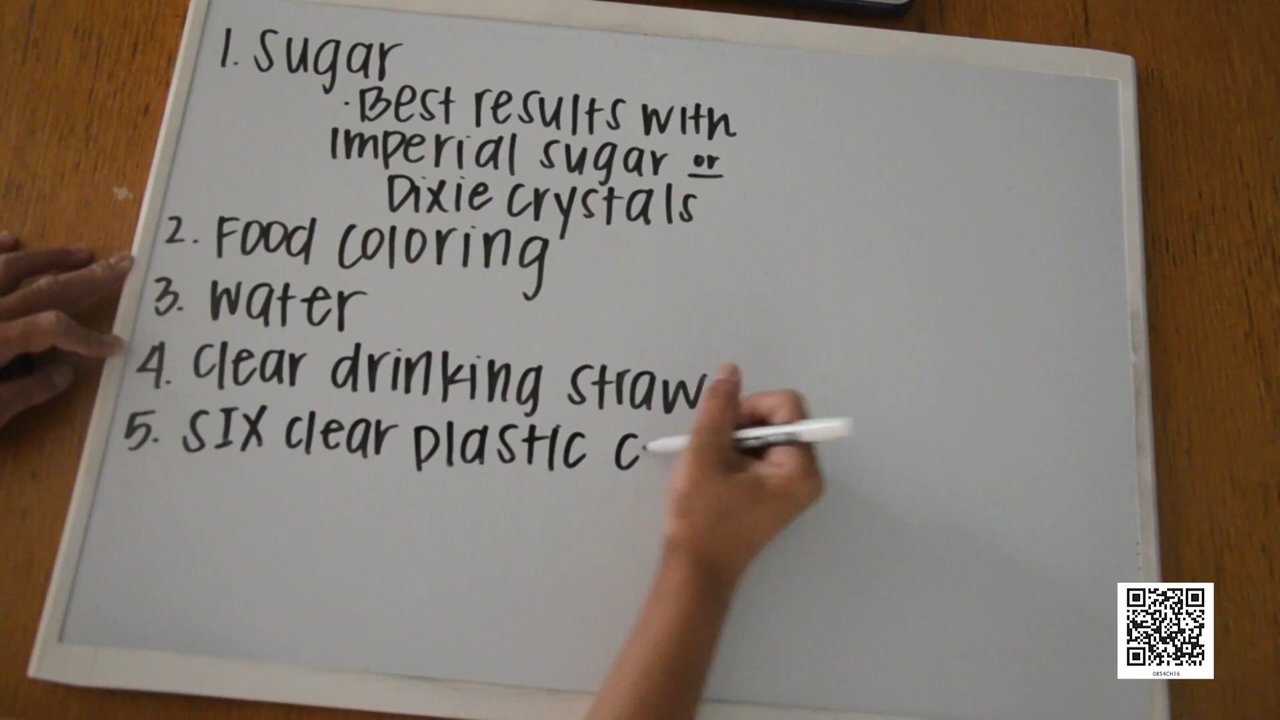 1. Sugar
· Best results with
Imperial sugar or
Dixie crystals
2. Food coloring
3. water
4. clear drinking straw
5. SIX clear plastic c
0854CH16